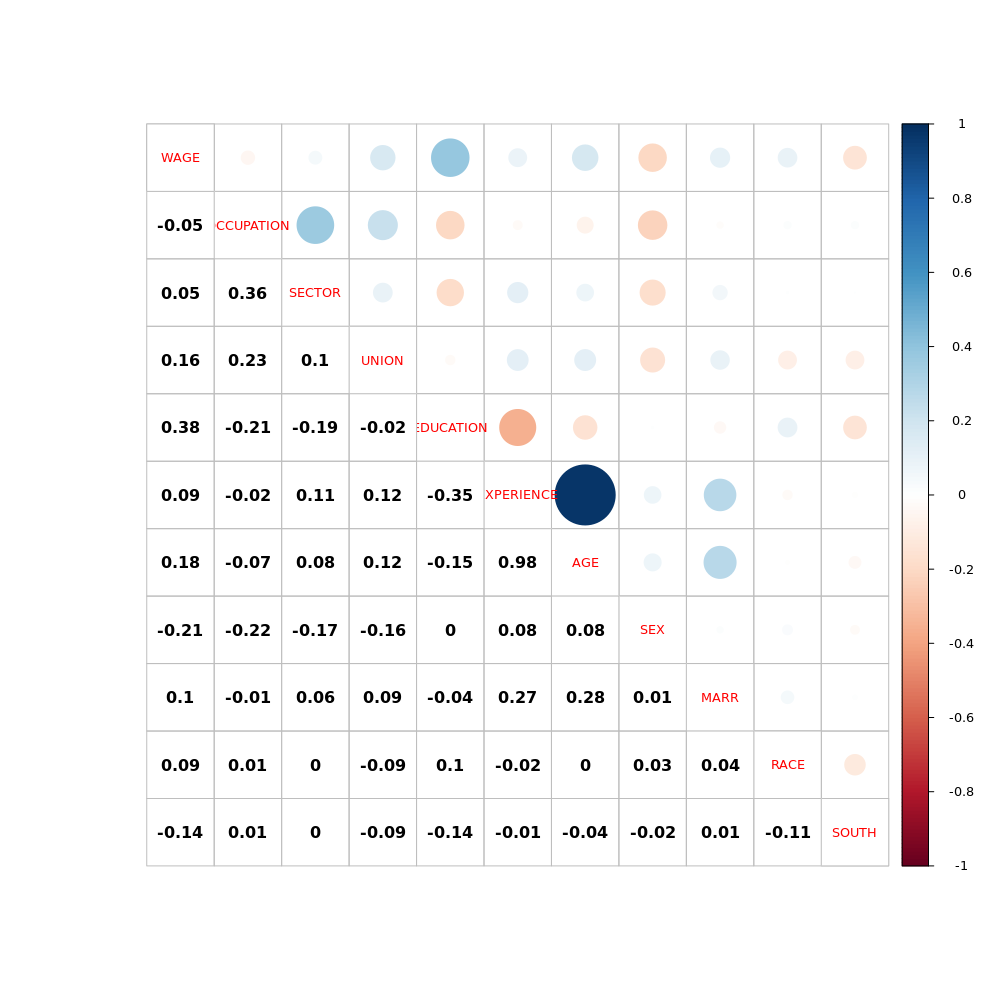 WAGE 1
0.8
-0.05 CCUPATION
0.6
0.05 0.36 SECTOR
0.16 0.23 0.1 UNION 0.4
0.38 -0.21 -0.19 -0.02 EDUCATION 0.2
0.09 -0.02 0.11 0.12 -0.35 XPERIENCE 0
0.18 -0.07 0.08 0.12 -0.15 0.98 AGE -0.2
-0.21 -0.22 -0.17 -0.16 0 0.08 0.08 SEX -0.4
0.1 -0.01 0.06 0.09 -0.04 0.27 0.28 0.01 MARR
-0.6
0.09 0.01 0 -0.09 0.1 -0.02 0 0.03 0.04 RACE
-0.8
-0.14 0.01 0 -0.09 -0.14 -0.01 -0.04 -0.02 0.01 -0.11 SOUTH
-1